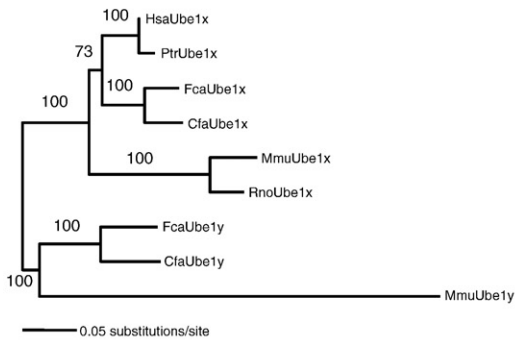 100
HsaUbe1x
73
PtrUbe1x
100
FcaUbe1x
100
CfaUbe1x
100
MmuUbe1x
RnoUbe1x
100
FcaUbe1y
CfaUbe1y
100
MmuUbe1y
0.05 substitutions/site